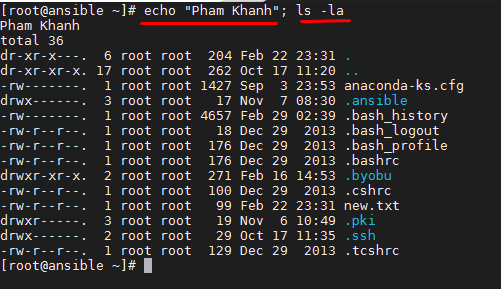 [root@ansible ~]# echo "Pham Khanh"; ls -la
Pham Khanh
total 36
dr-xr-x---. 6 root root 204 Feb 22 23:31 .
dr-xr-xr-x. 17 root root 262 Oct 17 11:20 ..
-rw-------. 1 root root 1427 Sep 3 23:53 anaconda-ks.cfg
drwx------. 3 root root 17 Nov 7 08:30 .ansible
-rw-------. 1 root root 4657 Feb 29 02:39 .bash_history
-rw-r--r--. 1 root root 18 Dec 29 2013 .bash_logout
-rw-r--r--. 1 root root 176 Dec 29 2013 .bash_profile
-rw-r--r--. 1 root root 176 Dec 29 2013 .bashrc
drwxr-xr-x. 2 root root 271 Feb 16 14:53 .byobu
-rw-r--r--. 1 root root 100 Dec 29 2013 .cshrc
-rw-r--r--. 1 root root 99 Feb 22 23:31 new.txt
drwxr-----. 3 root root 19 Nov 6 10:49 .pki
drwx------. 2 root root 29 Oct 17 11:35 .ssh
-rw-r--r--. 1 root root 129 Dec 29 2013 .tcshrc
[root@ansible ~]#